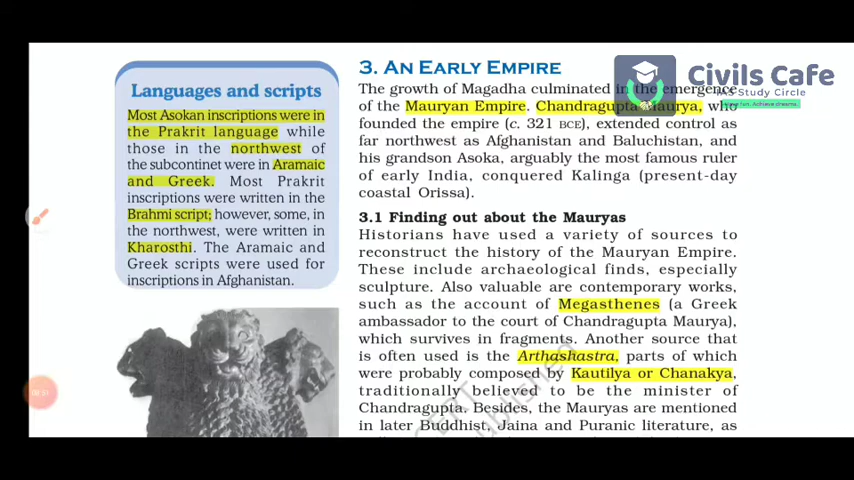 Languages and scripts
Most Asokan inscriptions were in
the Prakrit language while
those in the northwest of
the subcontinet were in Aramaic
and Greek. Most Prakrit
inscriptions were written in the
Brahmi script; however, some, in
the northwest, were written in
Kharosthi. The Aramaic and
Greek scripts were used for
inscriptions in Afghanistan.
3. AN EARLY EMPIRE
The growth of Magadha culminated in the emergence
of the Mauryan Empire. Chandragupta Maurya, who
founded the empire (c. 321 BCE), extended control as
far northwest as Afghanistan and Baluchistan, and
his grandson Asoka, arguably the most famous ruler
of early India, conquered Kalinga (present-day
coastal Orissa).
3.1 Finding out about the Mauryas
Historians have used a variety of sources to
reconstruct the history of the Mauryan Empire.
These include archaeological finds, especially
sculpture. Also valuable are contemporary works,
such as the account of Megasthenes (a Greek
ambassador to the court of Chandragupta Maurya),
which survives in fragments. Another source that
is often used is the Arthashastra, parts of which
were probably composed by Kautilya or Chanakya,
traditionally believed to be the minister of
Chandragupta. Besides, the Mauryas are mentioned
in later Buddhist, Jaina and Puranic literature, as
Civils Cafe
IAS Study Circle
Achieve dreams.
published